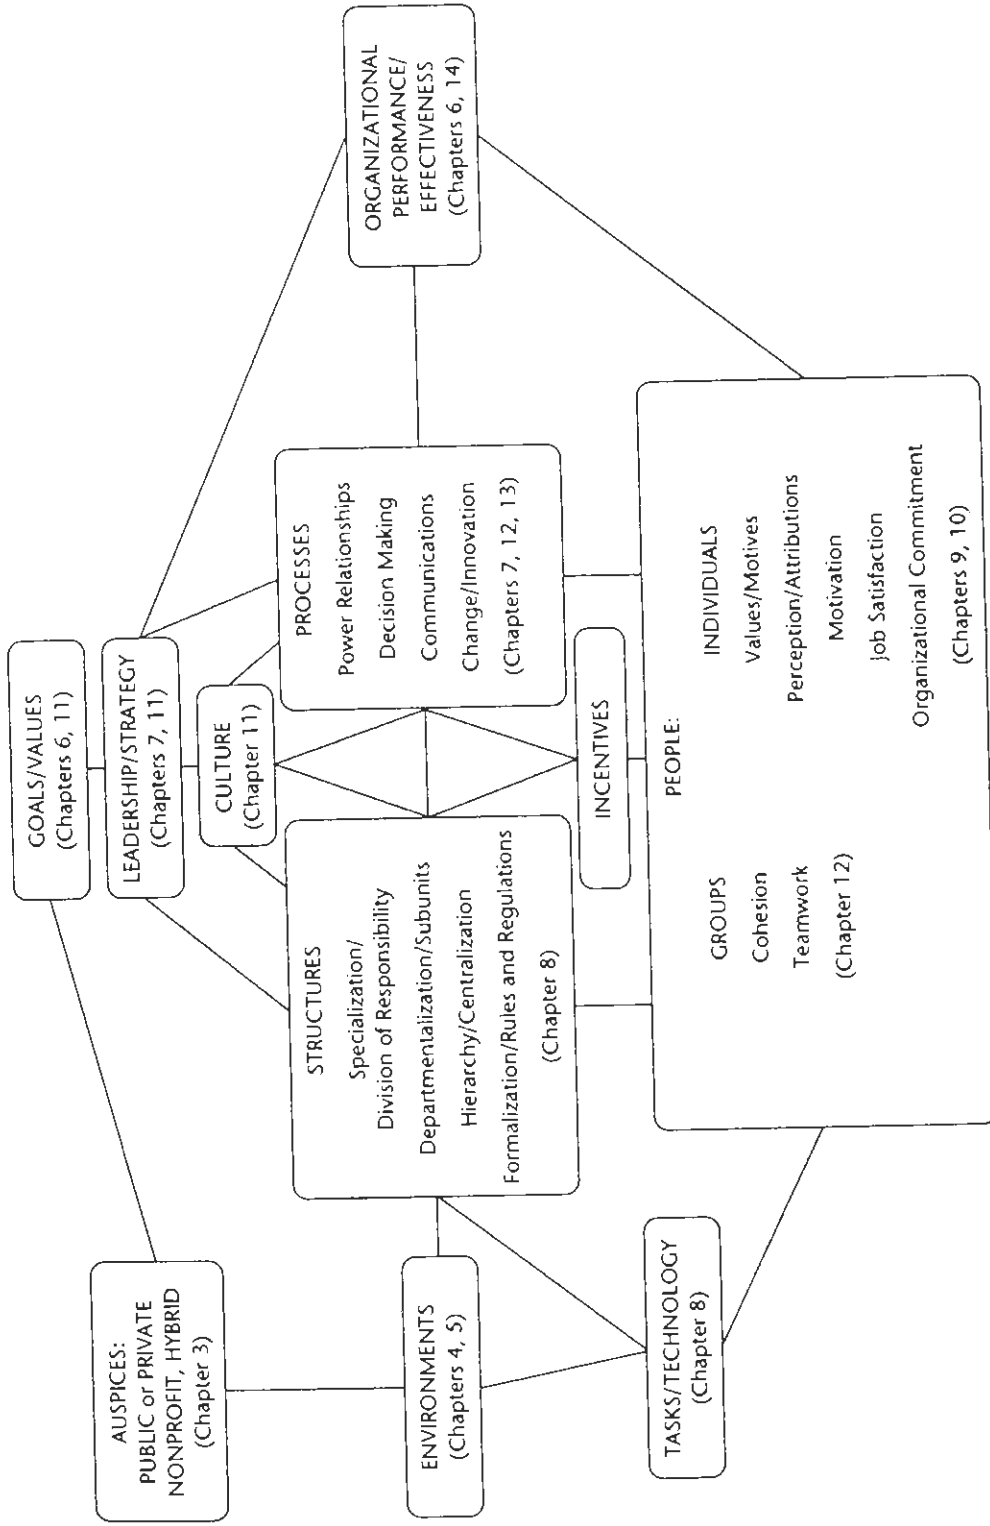 GOALS/VALUES
(Chapters 6, 11)
LEADERSHIP/STRATEGY
(Chapters 7, 11)
CULTURE
(Chapter 11)
AUSPICES:
PUBLIC or PRIVATE
NONPROFIT, HYBRID
(Chapter 3)
ENVIRONMENTS
(Chapters 4, 5)
TASKS/TECHNOLOGY
(Chapter 8)
STRUCTURES
Specialization/
Division of Responsibility
Departmentalization/Subunits
Hierarchy/Centralization
Formalization/Rules and Regulations
(Chapter 8)
PROCESSES
Power Relationships
Decision Making
Communications
Change/Innovation
(Chapters 7, 12, 13)
INCENTIVES
ORGANIZATIONAL
PERFORMANCE/
EFFECTIVENESS
(Chapters 6, 14)
PEOPLE:
GROUPS
Cohesion
Teamwork
(Chapter 12)
INDIVIDUALS
Values/Motives
Perception/Attributions
Motivation
Job Satisfaction
Organizational Commitment
(Chapters 9, 10)